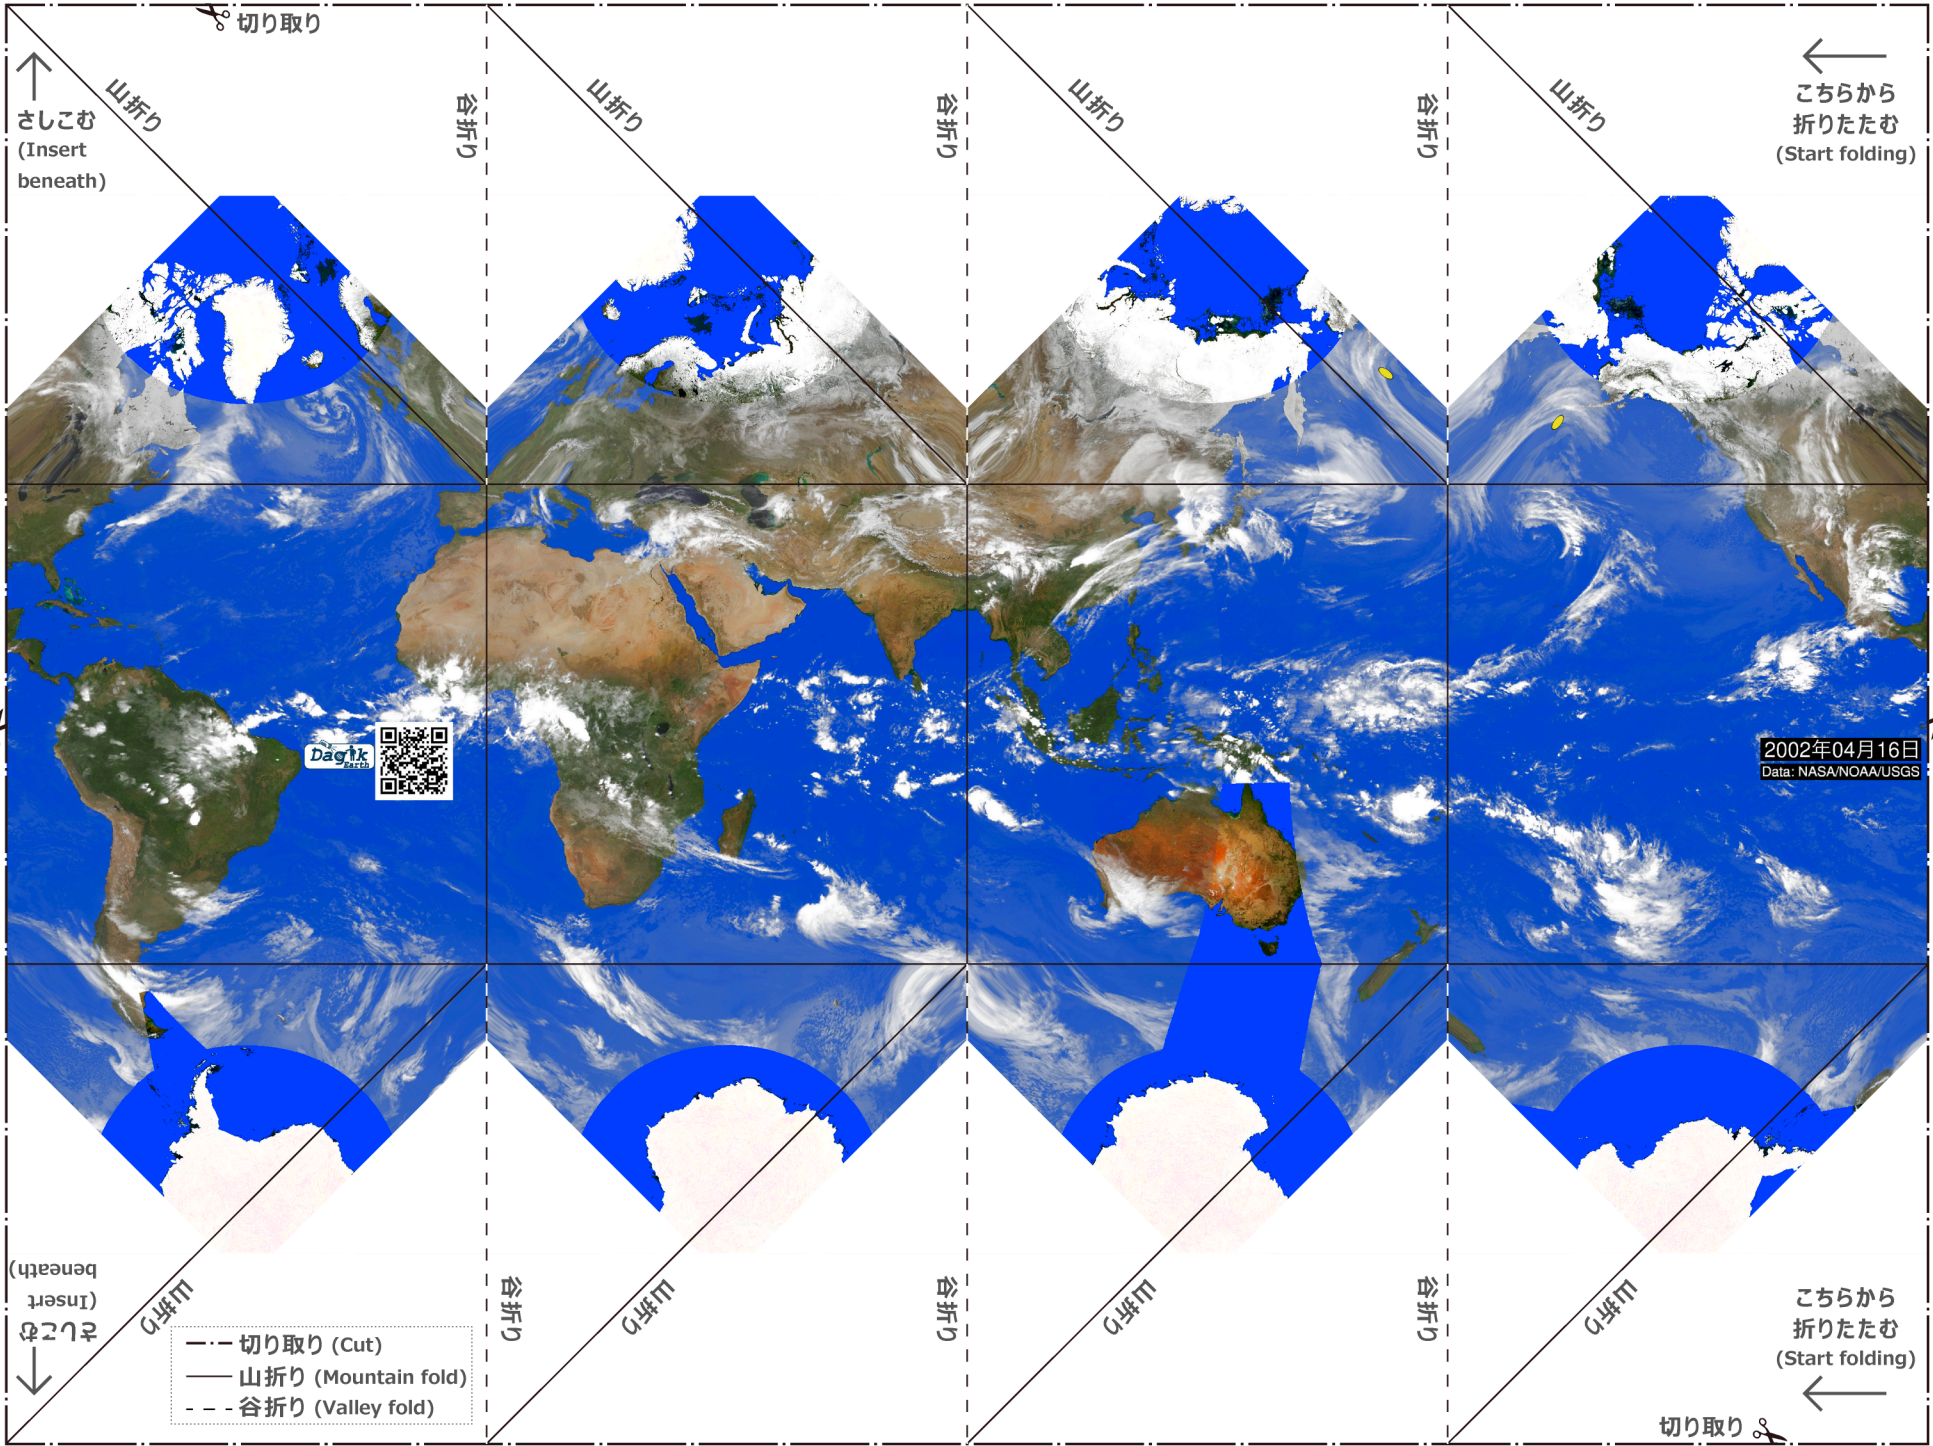 切り取り
山折り
谷折り
山折り
谷折り
山折り
谷折り
山折り
さしこむ
(Insert
beneath)
こちらから
折りたたむ
(Start folding)
Dagik
Earth
2002年04月16日
Data: NASA/NOAA/USGS
さしこむ
(Insert
beneath)
山折り
谷折り
山折り
谷折り
山折り
谷折り
山折り
こちらから
折りたたむ
(Start folding)
切り取り (Cut)
山折り (Mountain fold)
谷折り (Valley fold)
切り取り